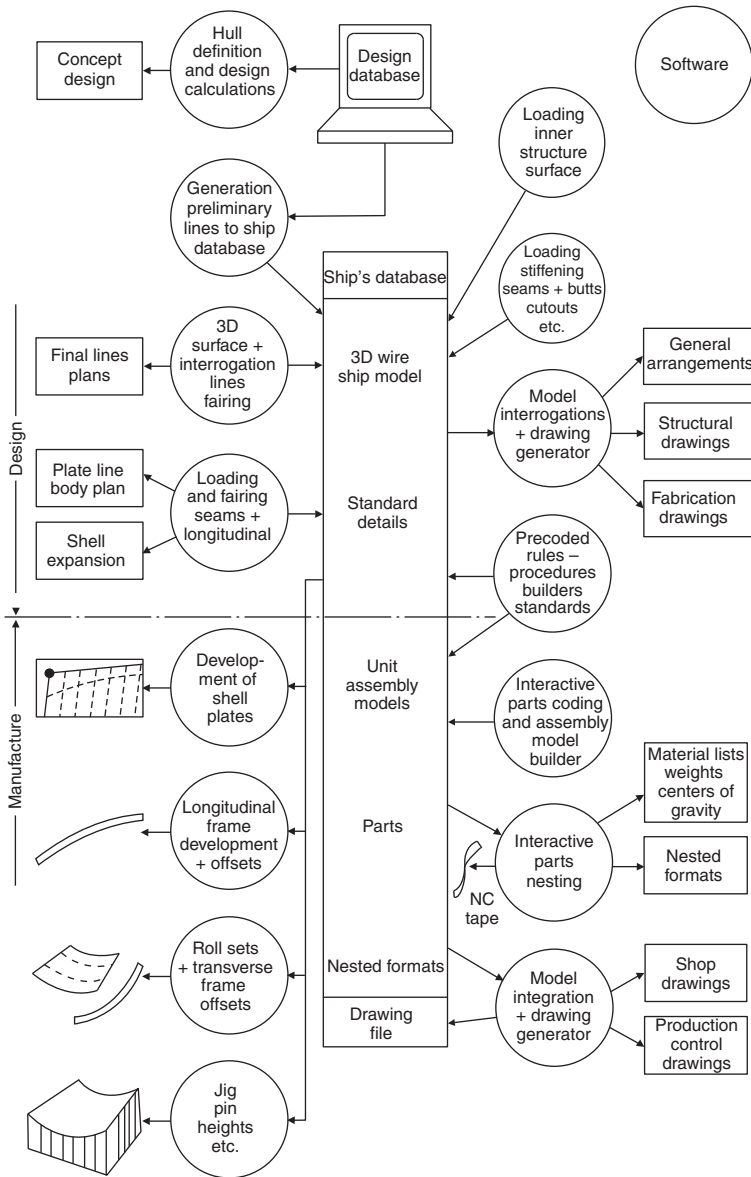 Concept
design
Hull
definition
and design
calculations
Design
database
Software
Loading
inner
structure
surface
Generation
preliminary
lines to ship
database
Ship's database
Loading
stiffening
seams + butts
cutouts
etc.
Design
Final lines
plans
3D
surface +
interrogation
lines
fairing
3D wire
ship model
Model
interrogations
+ drawing
generator
General
arrangements
Structural
drawings
Fabrication
drawings
Plate line
body plan
Shell
expansion
Loading
and fairing
seams +
longitudinal
Standard
details
Precoded
rules –
procedures
builders
standards
Manufacture
Develop-
ment of
shell
plates
Unit
assembly
models
Interactive
parts coding
and assembly
model
builder
Longitudinal
frame
development
+ offsets
Parts
NC
tape
Interactive
parts
nesting
Material lists
weights
centers of
gravity
Nested
formats
Roll sets
+ transverse
frame
offsets
Nested formats
Drawing
file
Model
integration
+ drawing
generator
Shop
drawings
Production
control
drawings
Jig
pin
heights
etc.